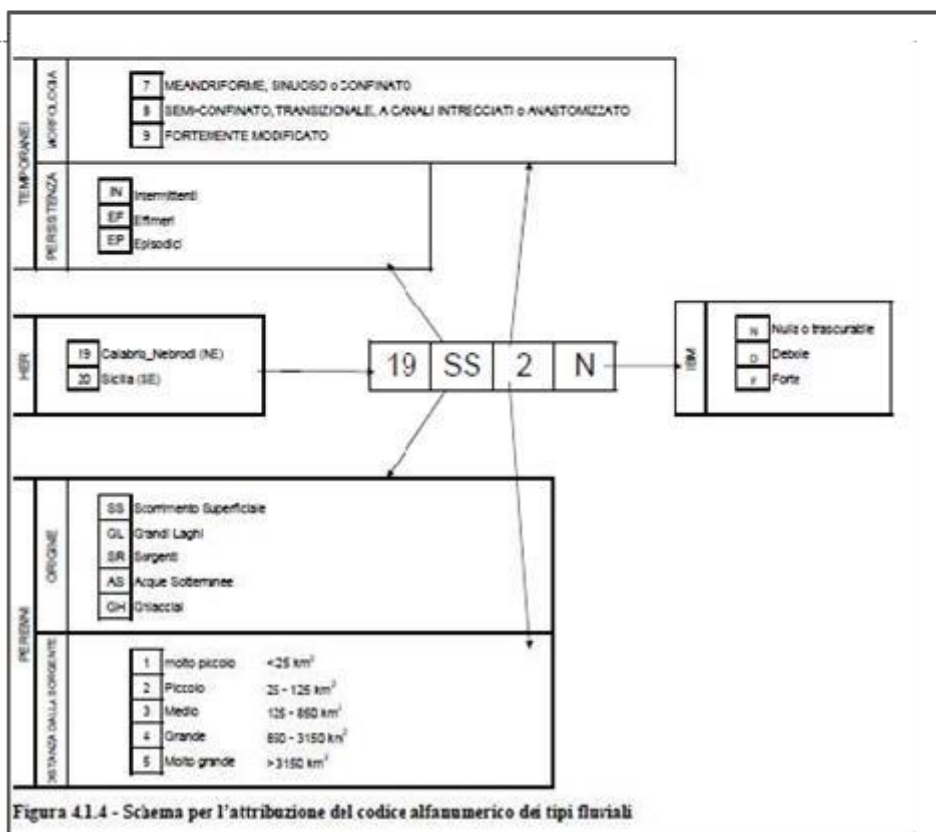 TEMPORANEI
MORFOLOGIA
7 MEANDRIFORME, SINUOSO o CONFINATO
8 SEMI-CONFINATO, TRANSIZIONALE, A CANALI INTRECCIATI o ANASTOMIZZATO
9 FORTEMENTE MODIFICATO
PERSISTENZA
IN Intermittenti
EF Effimeri
EP Episodici
HER
19 Calabria_Nebrodi (NE)
20 Sicilia (SE)
19 SS 2 N
IBM
N Nulla o trascurabile
D Debole
F Forte
PERENNI
ORIGINE
SS Scorrimento Superficiale
GL Grandi Laghi
SR Sorgenti
AS Acque Sotterranee
GH Ghiacciai
DISTANZA DALLA SORGENTE
1 molto piccolo <25 km²
2 Piccolo 25 - 125 km²
3 Medio 125 - 850 km²
4 Grande 850 - 3150 km²
5 Molto grande >3150 km²
Figura 4.1.4 - Schema per l'attribuzione del codice alfanumerico dei tipi fluviali